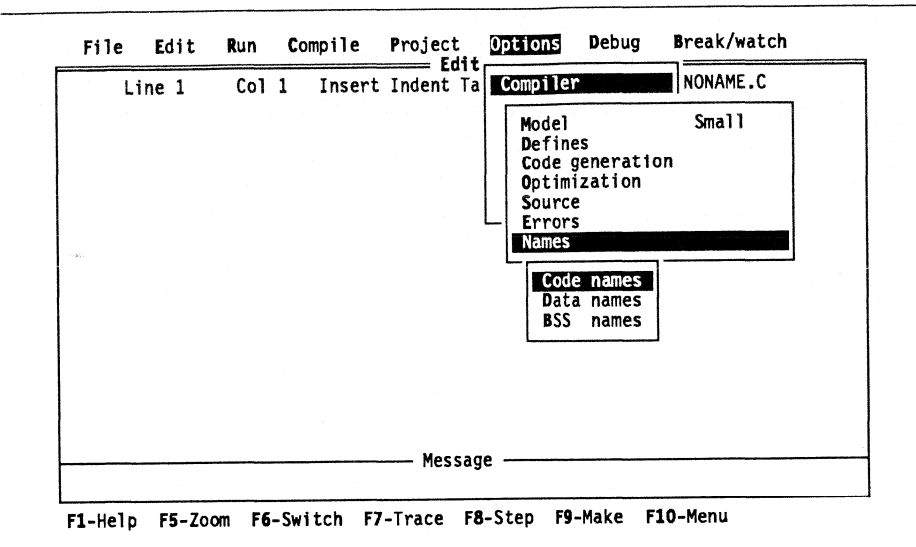 File Edit Run Compile Project Options Debug Break/watch
Edit
Line 1 Col 1 Insert Indent Ta Compiler NONAME.C
Model Small
Defines
Code generation
Optimization
Source
Errors
Names
Code names
Data names
BSS names
Message
F1-Help F5-Zoom F6-Switch F7-Trace F8-Step F9-Make F10-Menu